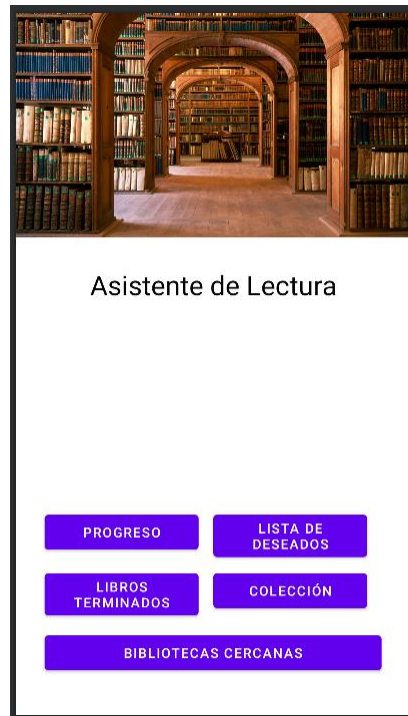 Asistente de Lectura
PROGRESO
LISTA DE
DESEADOS
LIBROS
TERMINADOS
COLECCIÓN
BIBLIOTECAS CERCANAS